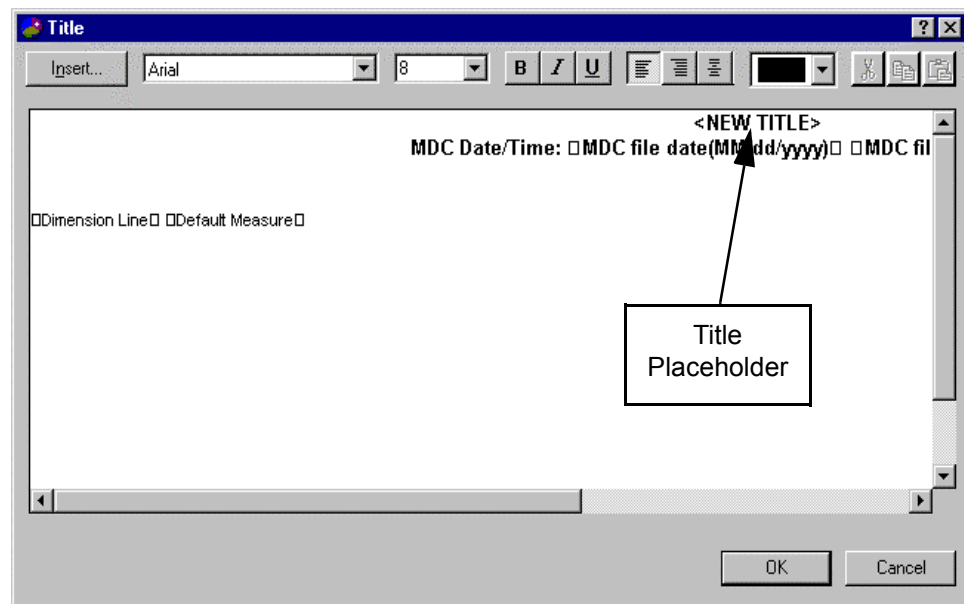 Title
Insert... Arial 8 B I U
<NEW TITLE>
MDC Date/Time: □MDC file date(MM/dd/yyyy)□ □MDC fil
□Dimension Line□ □Default Measure□
Title
Placeholder
OK Cancel